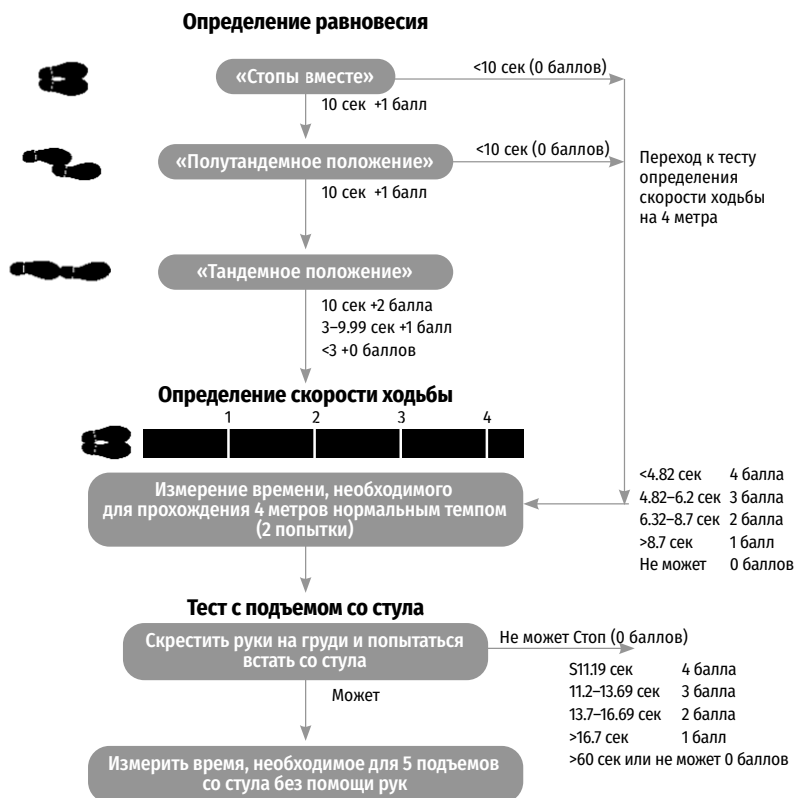 Определение равновесия
«Стопы вместе»
<10 сек (0 баллов)
10 сек +1 балл
«Полутандемное положение»
<10 сек (0 баллов)
10 сек +1 балл
Переход к тесту
определения
скорости ходьбы
на 4 метра
«Тандемное положение»
10 сек +2 балла
3–9.99 сек +1 балл
<3 +0 баллов
Определение скорости ходьбы
1 2 3 4
Измерение времени, необходимого
для прохождения 4 метров нормальным темпом
(2 попытки)
<4.82 сек 4 балла
4.82–6.2 сек 3 балла
6.32–8.7 сек 2 балла
>8.7 сек 1 балл
Не может 0 баллов
Тест с подъемом со стула
Скрестить руки на груди и попытаться
встать со стула
Не может Стоп (0 баллов)
S11.19 сек 4 балла
11.2–13.69 сек 3 балла
13.7–16.69 сек 2 балла
>16.7 сек 1 балл
>60 сек или не может 0 баллов
Может
Измерить время, необходимое для 5 подъемов
со стула без помощи рук